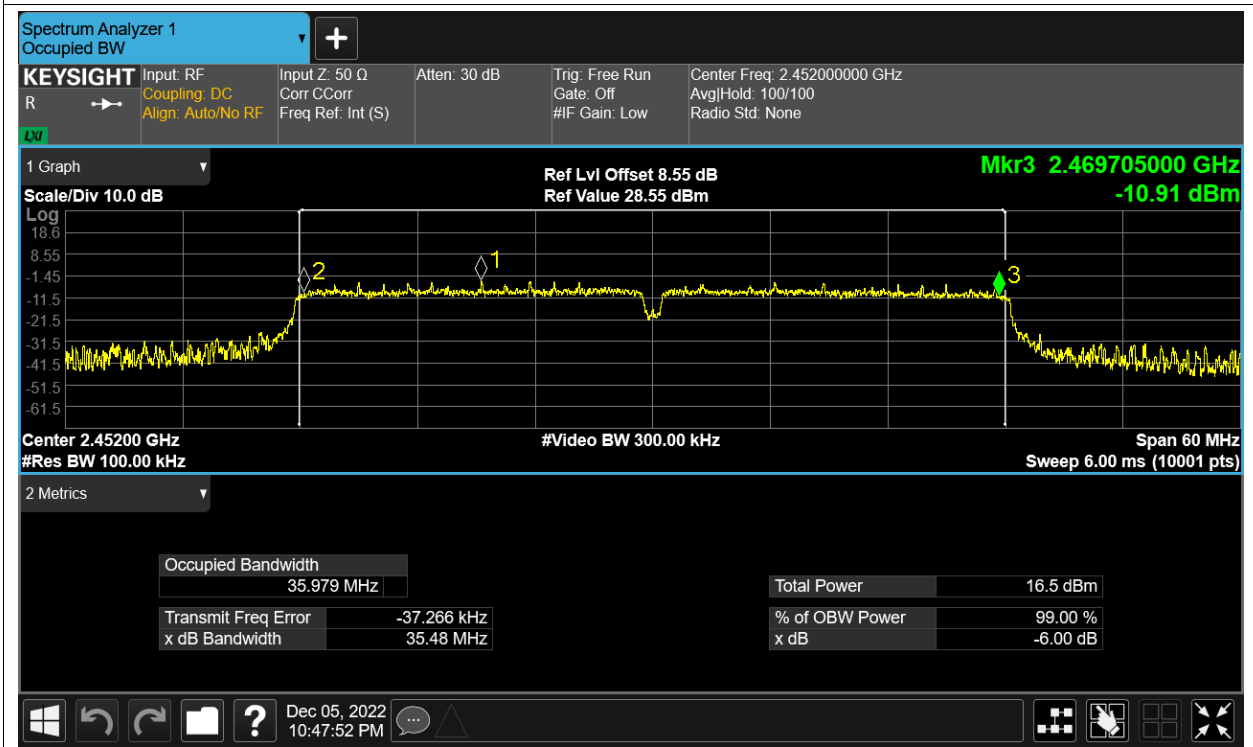 Spectrum Analyzer 1
Occupied BW
+
KEYSIGHT
R
LXI
Input: RF
Coupling: DC
Align: Auto/No RF
Input Z: 50 Ω
Corr CCorr
Freq Ref: Int (S)
Atten: 30 dB
Trig: Free Run
Gate: Off
#IF Gain: Low
Center Freq: 2.452000000 GHz
Avg|Hold: 100/100
Radio Std: None
1 Graph
Scale/Div 10.0 dB
Ref Lvl Offset 8.55 dB
Ref Value 28.55 dBm
Mkr3 2.469705000 GHz
-10.91 dBm
Log
18.6
8.55
-1.45
-11.5
-21.5
-31.5
-41.5
-51.5
-61.5
2
1
3
Center 2.45200 GHz
#Res BW 100.00 kHz
#Video BW 300.00 kHz
Span 60 MHz
Sweep 6.00 ms (10001 pts)
2 Metrics
Occupied Bandwidth
35.979 MHz
Transmit Freq Error -37.266 kHz
x dB Bandwidth 35.48 MHz
Total Power 16.5 dBm
% of OBW Power 99.00 %
x dB -6.00 dB
?
Dec 05, 2022
10:47:52 PM